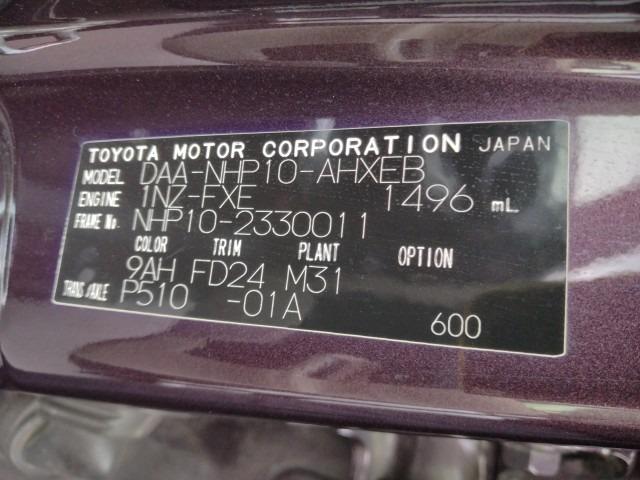 TOYOTA MOTOR CORPORATION JAPAN
MODEL DAA-NHP10-AHXEB
ENGINE 1NZ-FXE 1496 mL
FRAME No. NHP10-2330011
COLOR TRIM PLANT OPTION
9AH FD24 M31
TRANS./AXLE P510 -01A
600